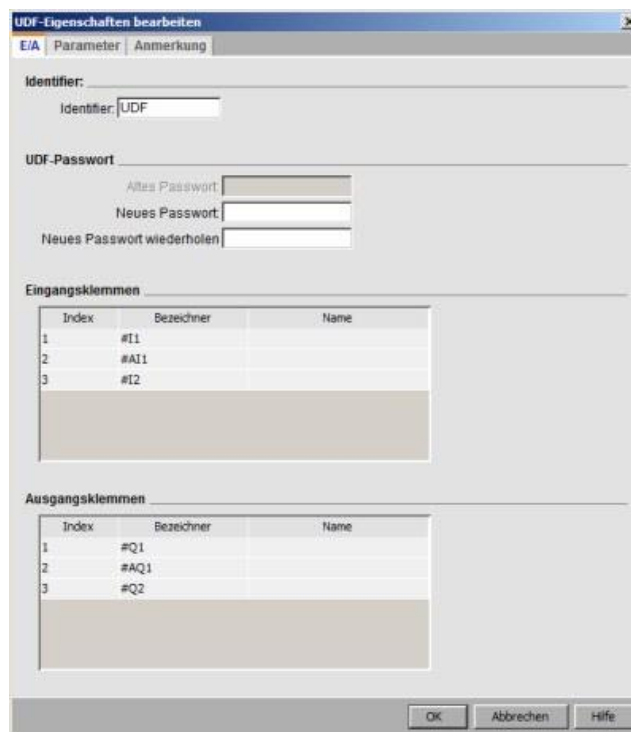 UDF-Eigenschaften bearbeiten
E/A Parameter Anmerkung
Identifier:
Identifier: UDF
UDF-Passwort
Altes Passwort:
Neues Passwort:
Neues Passwort wiederholen
Eingangsklemmen
Index Bezeichner Name
1 #I1
2 #AI1
3 #I2
Ausgangsklemmen
Index Bezeichner Name
1 #Q1
2 #AQ1
3 #Q2
OK Abbrechen Hilfe